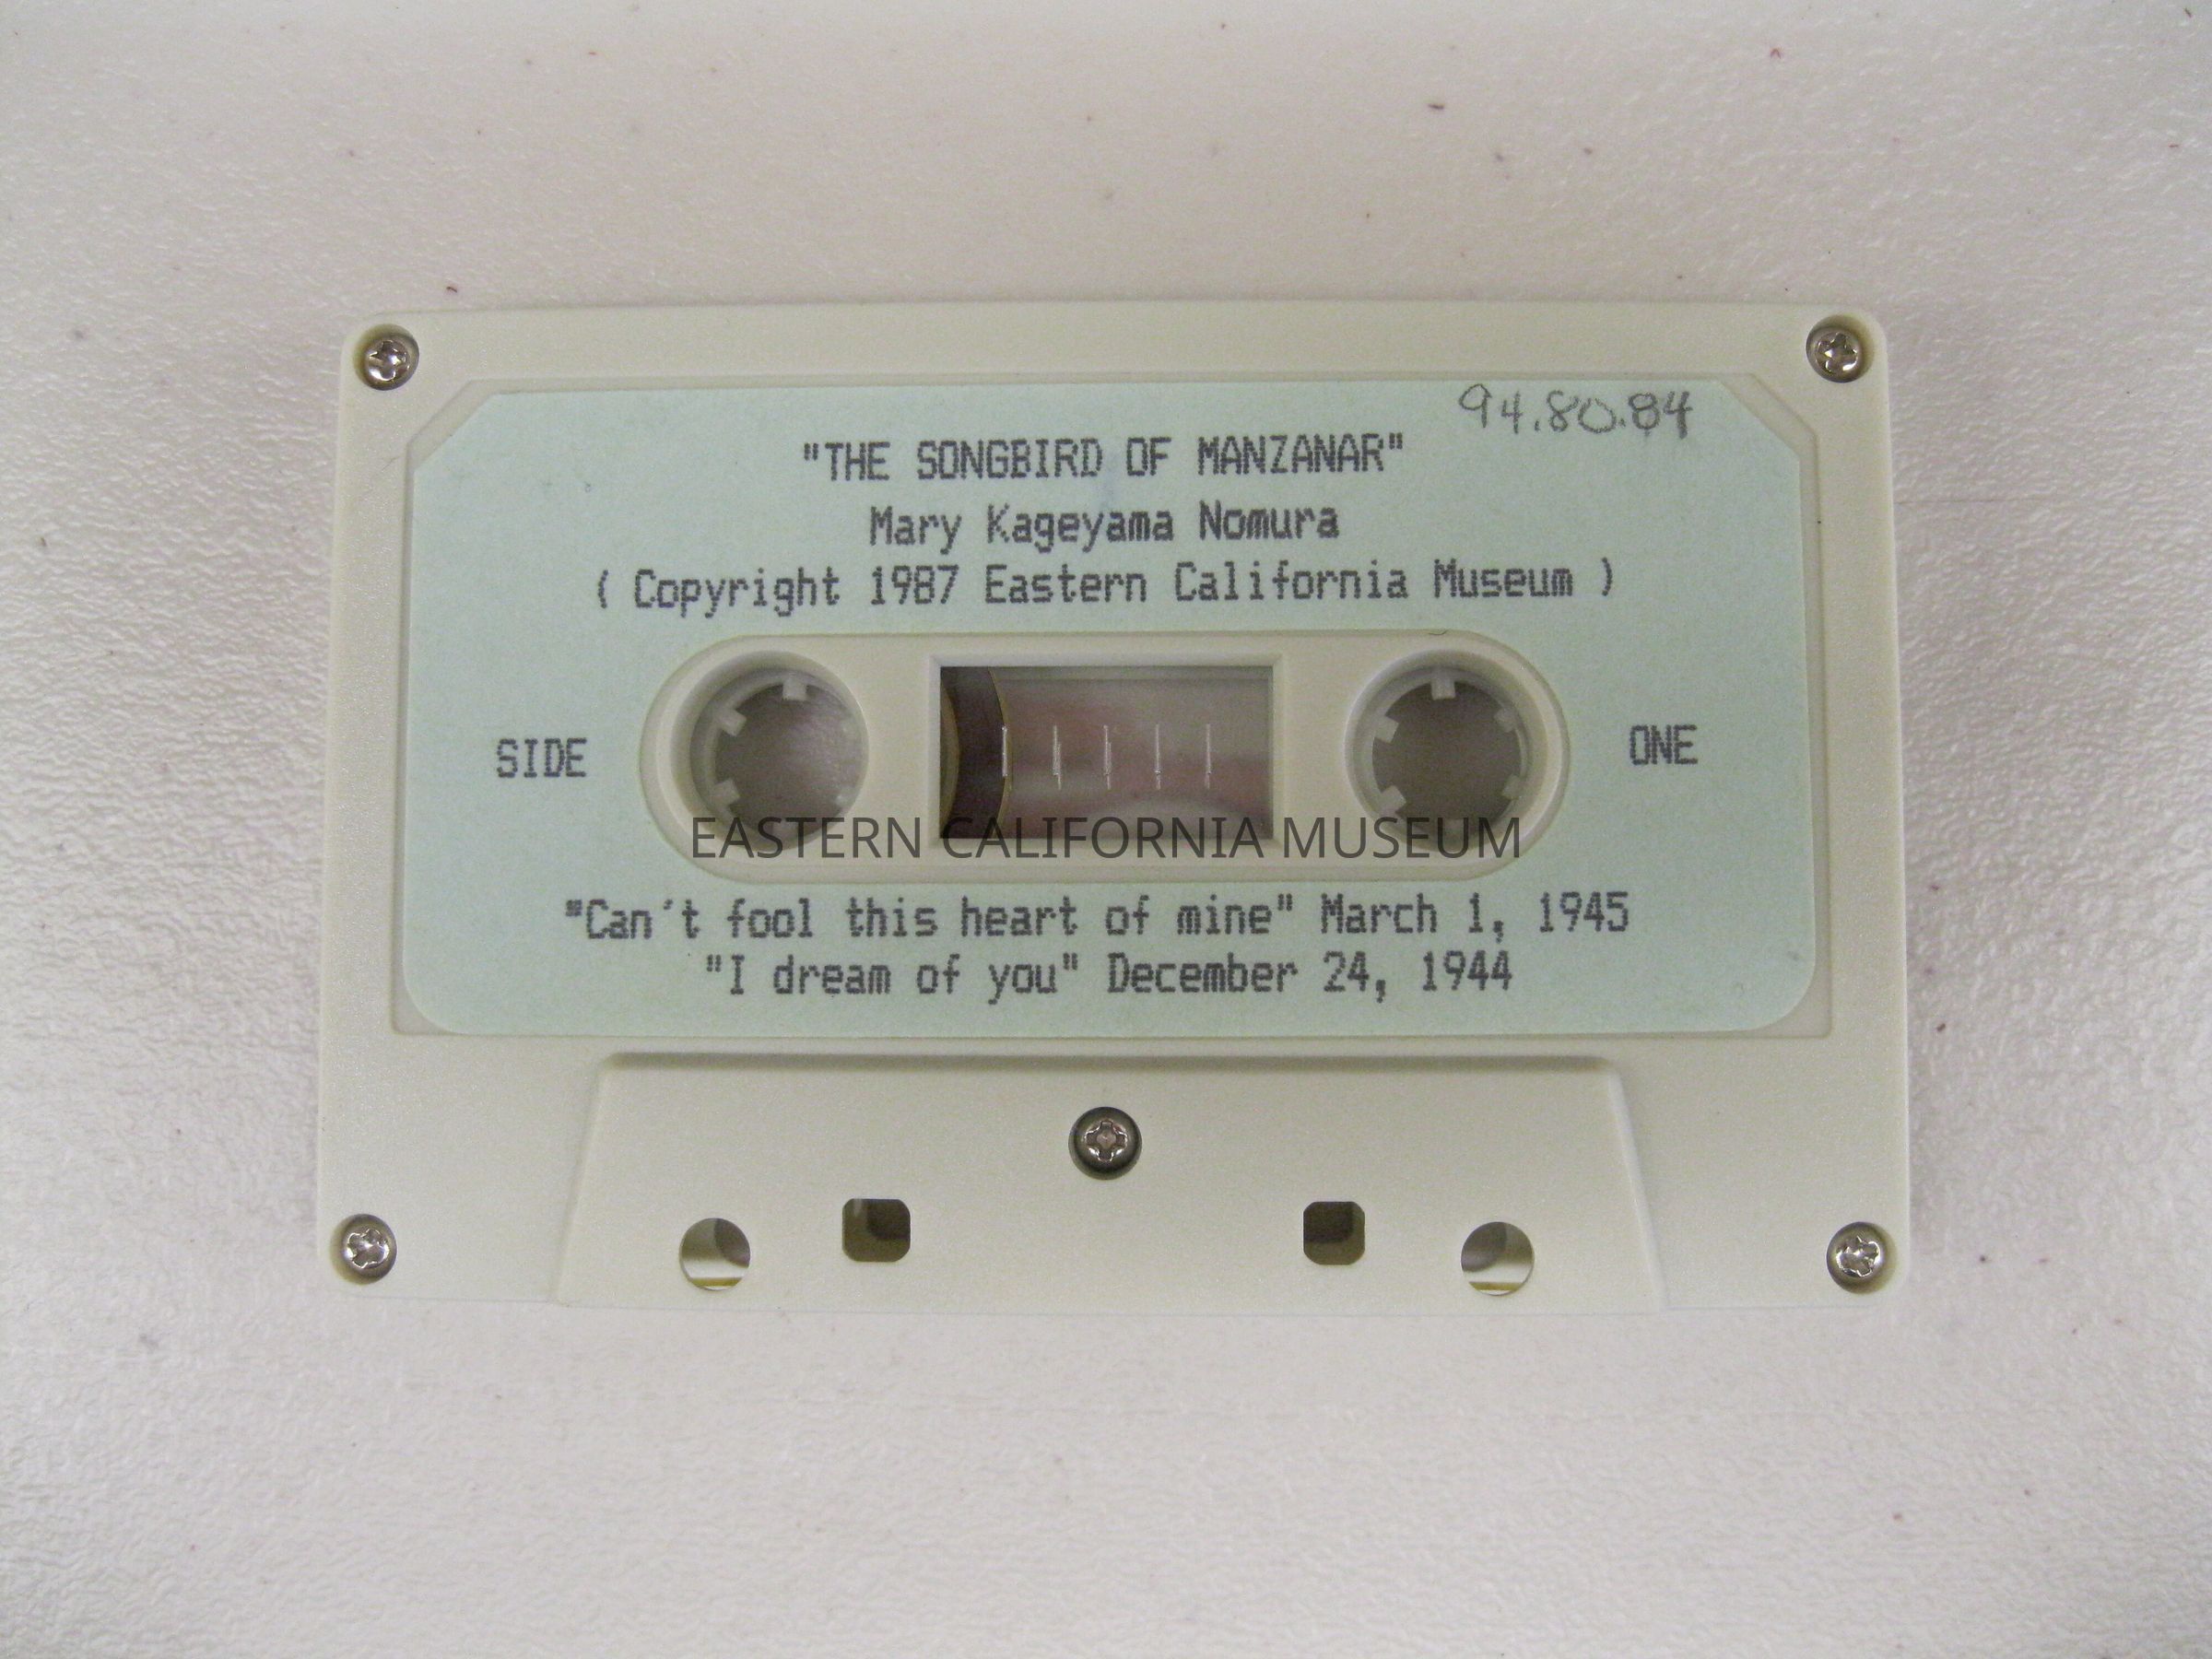 94.80.84
"THE SONGBIRD OF MANZANAR"
Mary Kageyama Nomura
( Copyright 1987 Eastern California Museum )
SIDE ONE
EASTERN CALIFORNIA MUSEUM
"Can't fool this heart of mine" March 1, 1945
"I dream of you" December 24, 1944